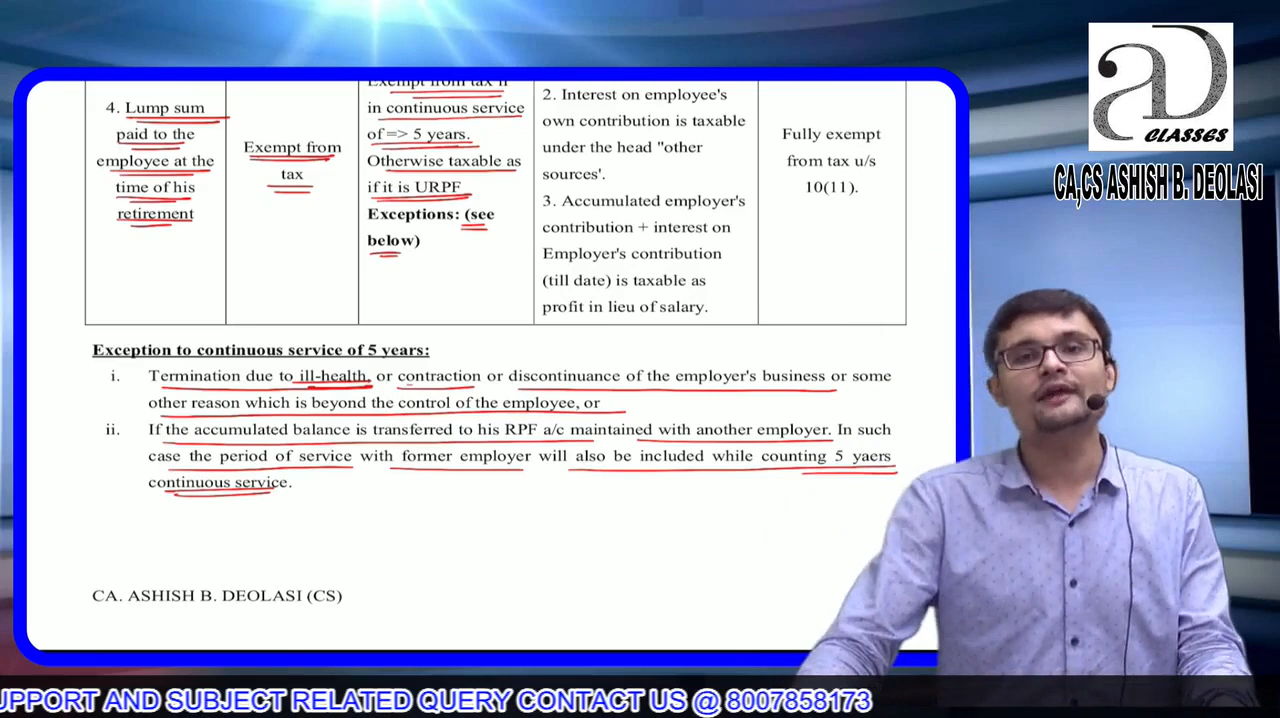 4. Lump sum
paid to the
employee at the
time of his
retirement
Exempt from
tax
Exempt from tax if
in continuous service
of => 5 years.
Otherwise taxable as
if it is URPF
Exceptions: (see
below)
2. Interest on employee's
own contribution is taxable
under the head "other
sources'.
3. Accumulated employer's
contribution + interest on
Employer's contribution
(till date) is taxable as
profit in lieu of salary.
Fully exempt
from tax u/s
10(11).
Exception to continuous service of 5 years:
i. Termination due to ill-health, or contraction or discontinuance of the employer's business or some
other reason which is beyond the control of the employee, or
ii. If the accumulated balance is transferred to his RPF a/c maintained with another employer. In such
case the period of service with former employer will also be included while counting 5 yaers
continuous service.
CA. ASHISH B. DEOLASI (CS)
aD
CLASSES
CA,CS ASHISH B. DEOLASI
UPPORT AND SUBJECT RELATED QUERY CONTACT US @ 8007858173